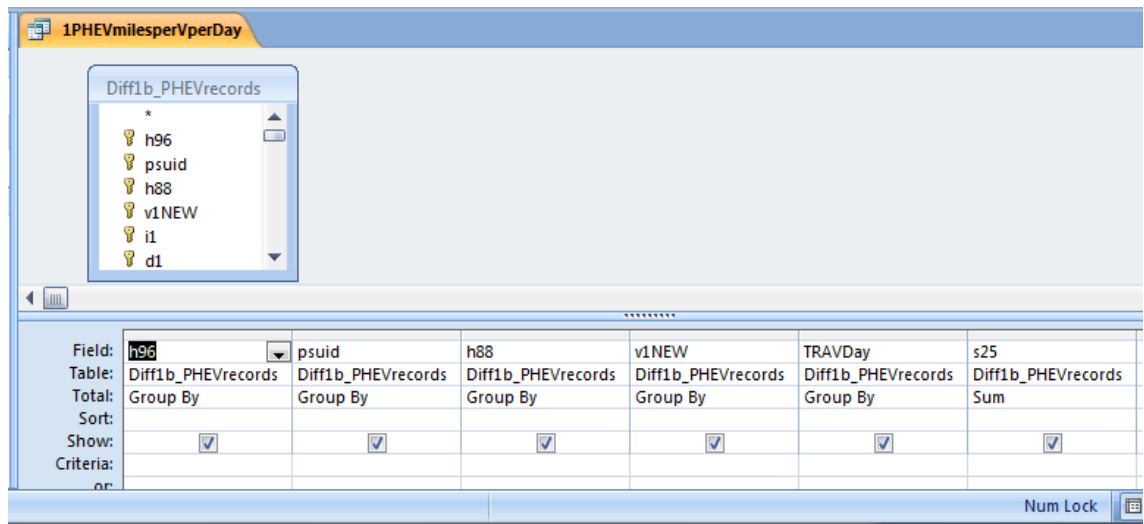 1PHEVmilesperVperDay
Diff1b_PHEVrecords
*
h96
psuid
h88
v1NEW
i1
d1
Field: h96 psuid h88 v1NEW TRAVDay s25
Table: Diff1b_PHEVrecords Diff1b_PHEVrecords Diff1b_PHEVrecords Diff1b_PHEVrecords Diff1b_PHEVrecords Diff1b_PHEVrecords
Total: Group By Group By Group By Group By Group By Sum
Sort:
Show:
Criteria:
or:
Num Lock